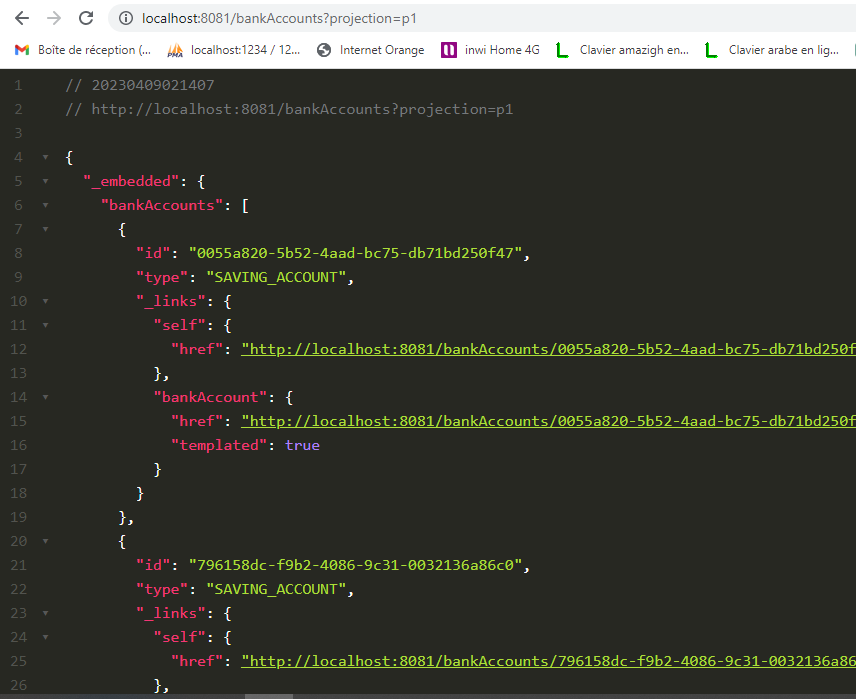 localhost:8081/bankAccounts?projection=p1
Boîte de réception (... localhost:1234 / 12... Internet Orange inwi Home 4G Clavier amazigh en... Clavier arabe en lig...
1 // 20230409021407
2 // http://localhost:8081/bankAccounts?projection=p1
3
4 {
5 "_embedded": {
6 "bankAccounts": [
7 {
8 "id": "0055a820-5b52-4aad-bc75-db71bd250f47",
9 "type": "SAVING_ACCOUNT",
10 "_links": {
11 "self": {
12 "href": "http://localhost:8081/bankAccounts/0055a820-5b52-4aad-bc75-db71bd250f
13 },
14 "bankAccount": {
15 "href": "http://localhost:8081/bankAccounts/0055a820-5b52-4aad-bc75-db71bd250f
16 "templated": true
17 }
18 }
19 },
20 {
21 "id": "796158dc-f9b2-4086-9c31-0032136a86c0",
22 "type": "SAVING_ACCOUNT",
23 "_links": {
24 "self": {
25 "href": "http://localhost:8081/bankAccounts/796158dc-f9b2-4086-9c31-0032136a86
26 },